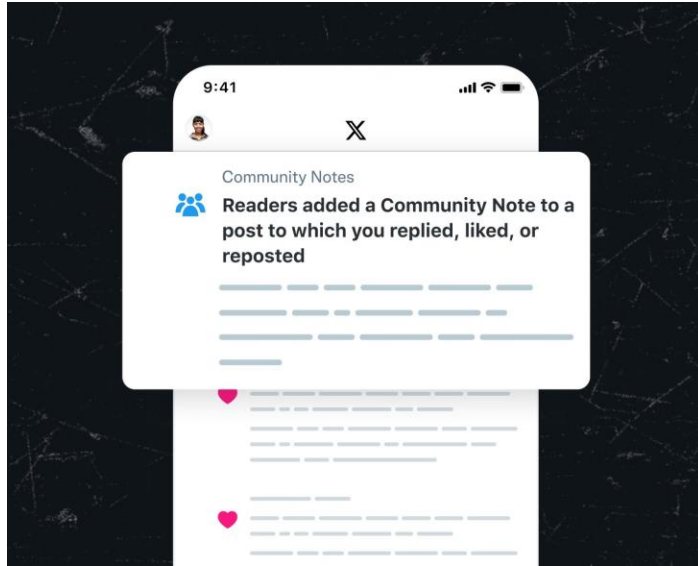 9:41
X
Community Notes
Readers added a Community Note to a
post to which you replied, liked, or
reposted